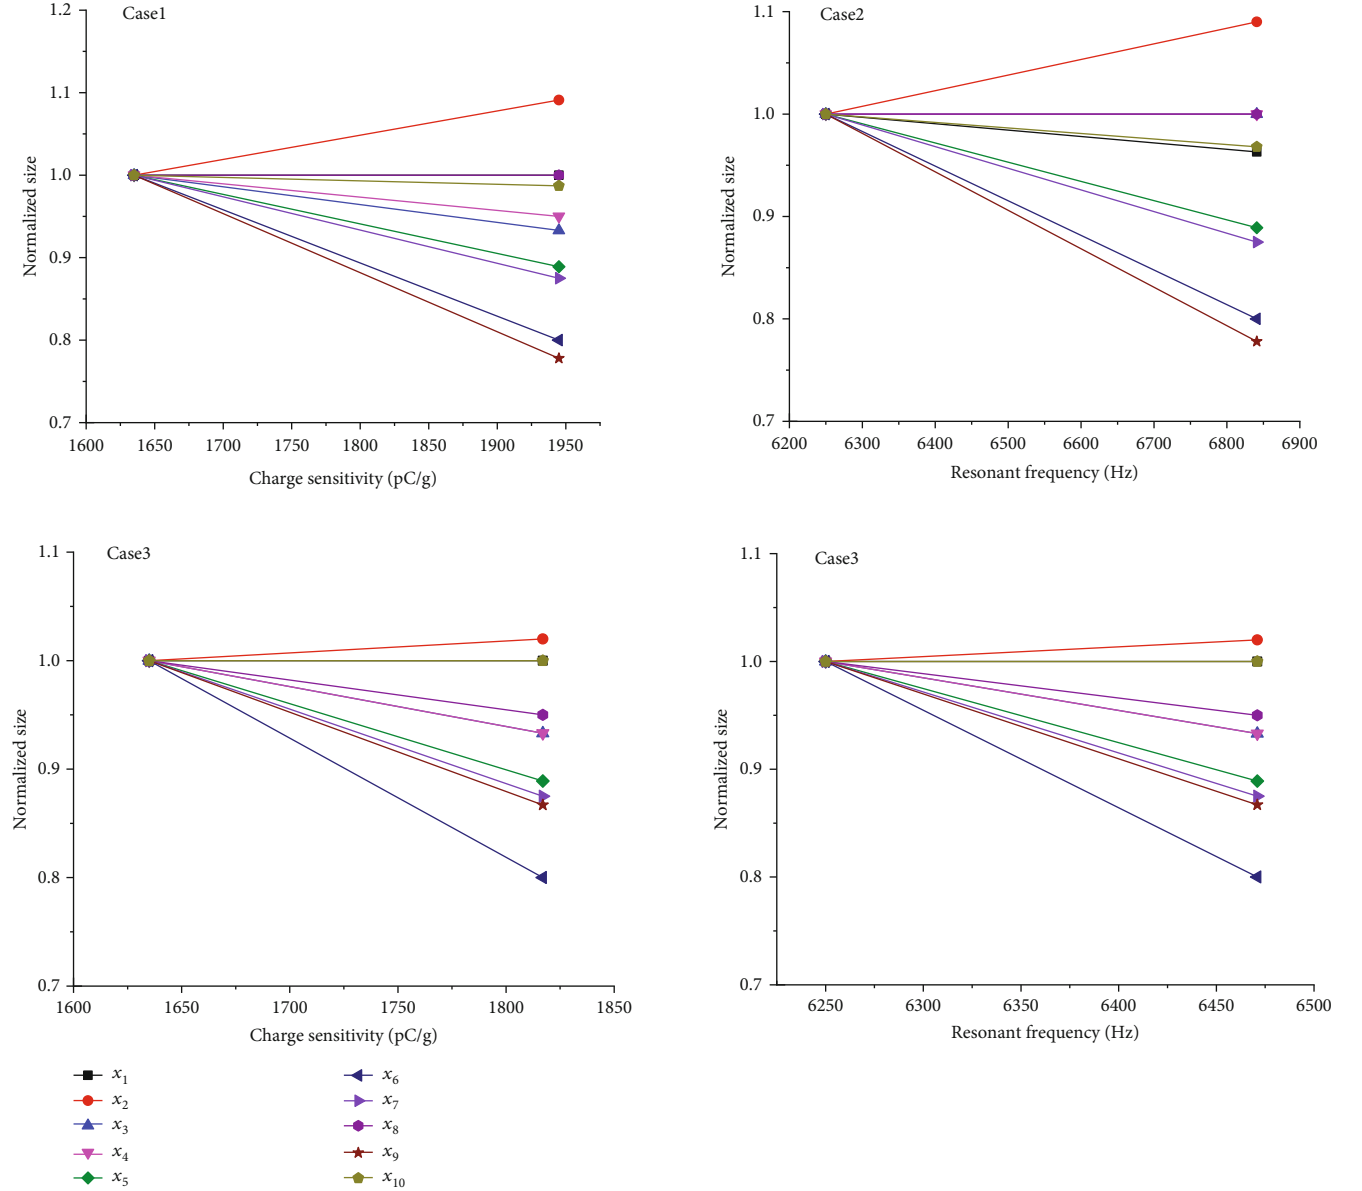 Case1
1.2
1.1
1.0
0.9
0.8
0.7
Normalized size
1600 1650 1700 1750 1800 1850 1900 1950
Charge sensitivity (pC/g)
Case2
1.1
1.0
0.9
0.8
0.7
Normalized size
6200 6300 6400 6500 6600 6700 6800 6900
Resonant frequency (Hz)
Case3
1.1
1.0
0.9
0.8
0.7
Normalized size
1600 1650 1700 1750 1800 1850
Charge sensitivity (pC/g)
Case3
1.1
1.0
0.9
0.8
0.7
Normalized size
6250 6300 6350 6400 6450 6500
Resonant frequency (Hz)
x1
x2
x3
x4
x5
x6
x7
x8
x9
x10